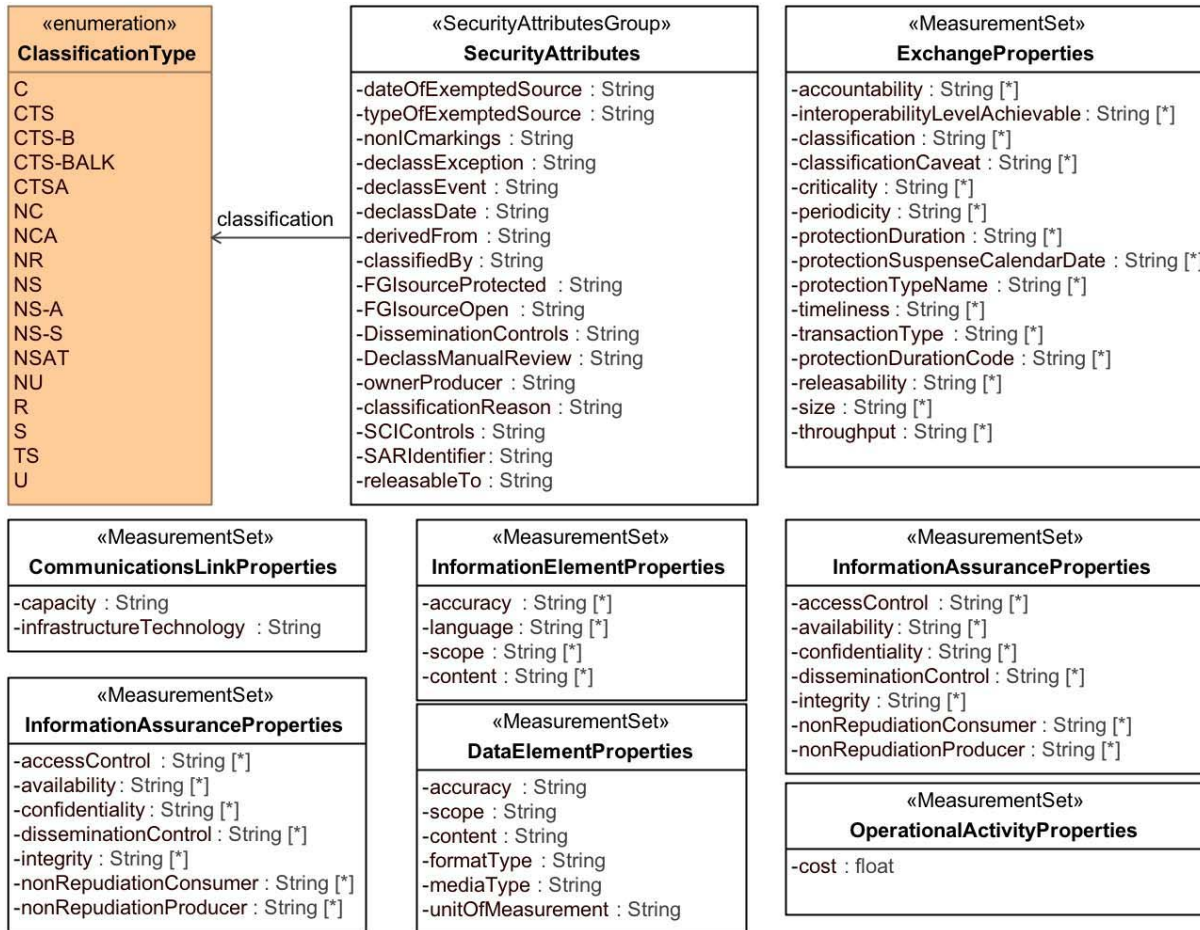 «enumeration»
ClassificationType
C
CTS
CTS-B
CTS-BALK
CTSA
NC
NCA
NR
NS
NS-A
NS-S
NSAT
NU
R
S
TS
U
classification
«SecurityAttributesGroup»
SecurityAttributes
-dateOfExemptedSource : String
-typeOfExemptedSource : String
-nonICmarkings : String
-declassException : String
-declassEvent : String
-declassDate : String
-derivedFrom : String
-classifiedBy : String
-FGIsourceProtected : String
-FGIsourceOpen : String
-DisseminationControls : String
-DeclassManualReview : String
-ownerProducer : String
-classificationReason : String
-SCIControls : String
-SARIdentifier : String
-releasableTo : String
«MeasurementSet»
ExchangeProperties
-accountability : String [*]
-interoperabilityLevelAchievable : String [*]
-classification : String [*]
-classificationCaveat : String [*]
-criticality : String [*]
-periodicity : String [*]
-protectionDuration : String [*]
-protectionSuspenseCalendarDate : String [*]
-protectionTypeName : String [*]
-timeliness : String [*]
-transactionType : String [*]
-protectionDurationCode : String [*]
-releasability : String [*]
-size : String [*]
-throughput : String [*]
«MeasurementSet»
CommunicationsLinkProperties
-capacity : String
-infrastructureTechnology : String
«MeasurementSet»
InformationElementProperties
-accuracy : String [*]
-language : String [*]
-scope : String [*]
-content : String [*]
«MeasurementSet»
InformationAssuranceProperties
-accessControl : String [*]
-availability : String [*]
-confidentiality : String [*]
-disseminationControl : String [*]
-integrity : String [*]
-nonRepudiationConsumer : String [*]
-nonRepudiationProducer : String [*]
«MeasurementSet»
InformationAssuranceProperties
-accessControl : String [*]
-availability : String [*]
-confidentiality : String [*]
-disseminationControl : String [*]
-integrity : String [*]
-nonRepudiationConsumer : String [*]
-nonRepudiationProducer : String [*]
«MeasurementSet»
DataElementProperties
-accuracy : String
-scope : String
-content : String
-formatType : String
-mediaType : String
-unitOfMeasurement : String
«MeasurementSet»
OperationalActivityProperties
-cost : float